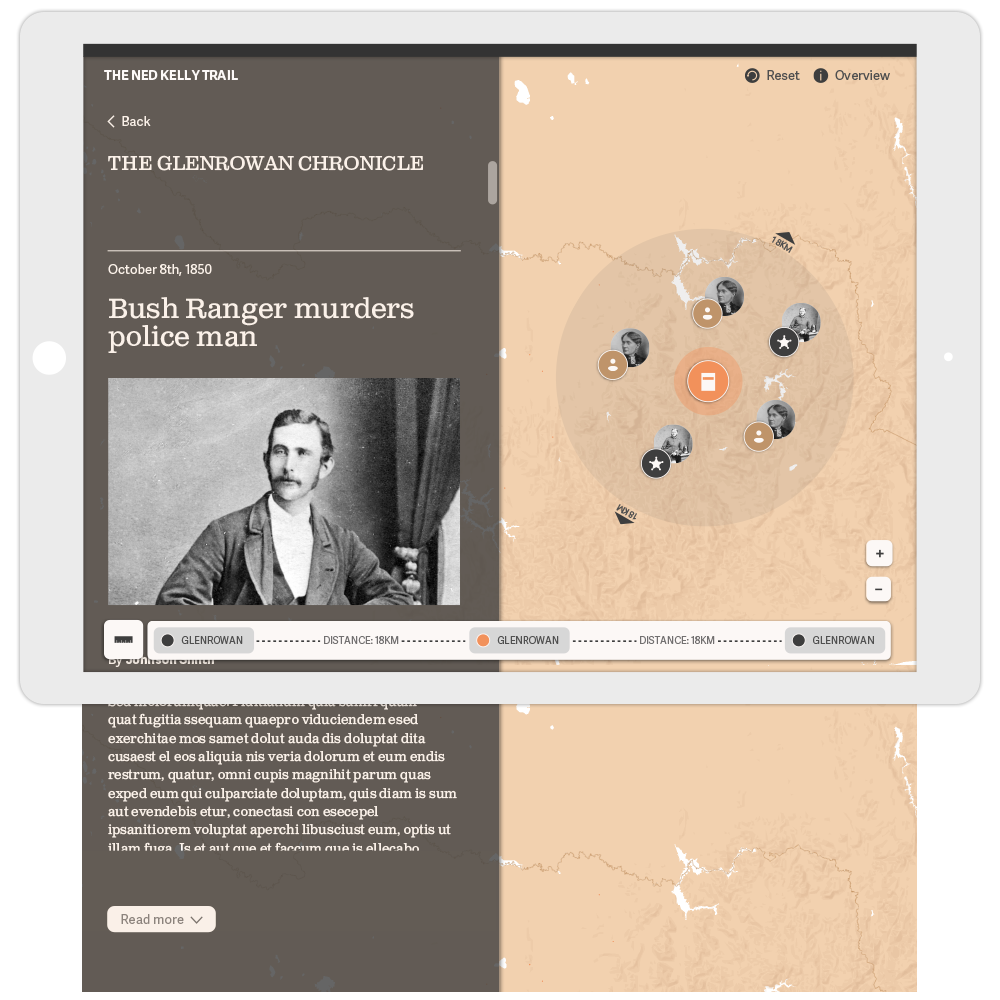 THE NED KELLY TRAIL
Reset
Overview
Back
THE GLENROWAN CHRONICLE
October 8th, 1850
Bush Ranger murders
police man
18KM
18KM
+
−
GLENROWAN
DISTANCE: 18KM
GLENROWAN
DISTANCE: 18KM
GLENROWAN
By Johnson Smith
quat fugitia ssequam quaepro viduciendem esed
exerchitae mos samet dolut auda dis doluptat dita
cusaest el eos aliquia nis veria dolorum et eum endis
restrum, quatur, omni cupis magnihit parum quas
exped eum qui culparciate doluptam, quis diam is sum
aut evendebis etur, conectasi con esecepel
ipsanitiorem voluptat aperchi libusciust eum, optis ut
illam fuga. Is et aut que et faccum que is ellecabo
Read more